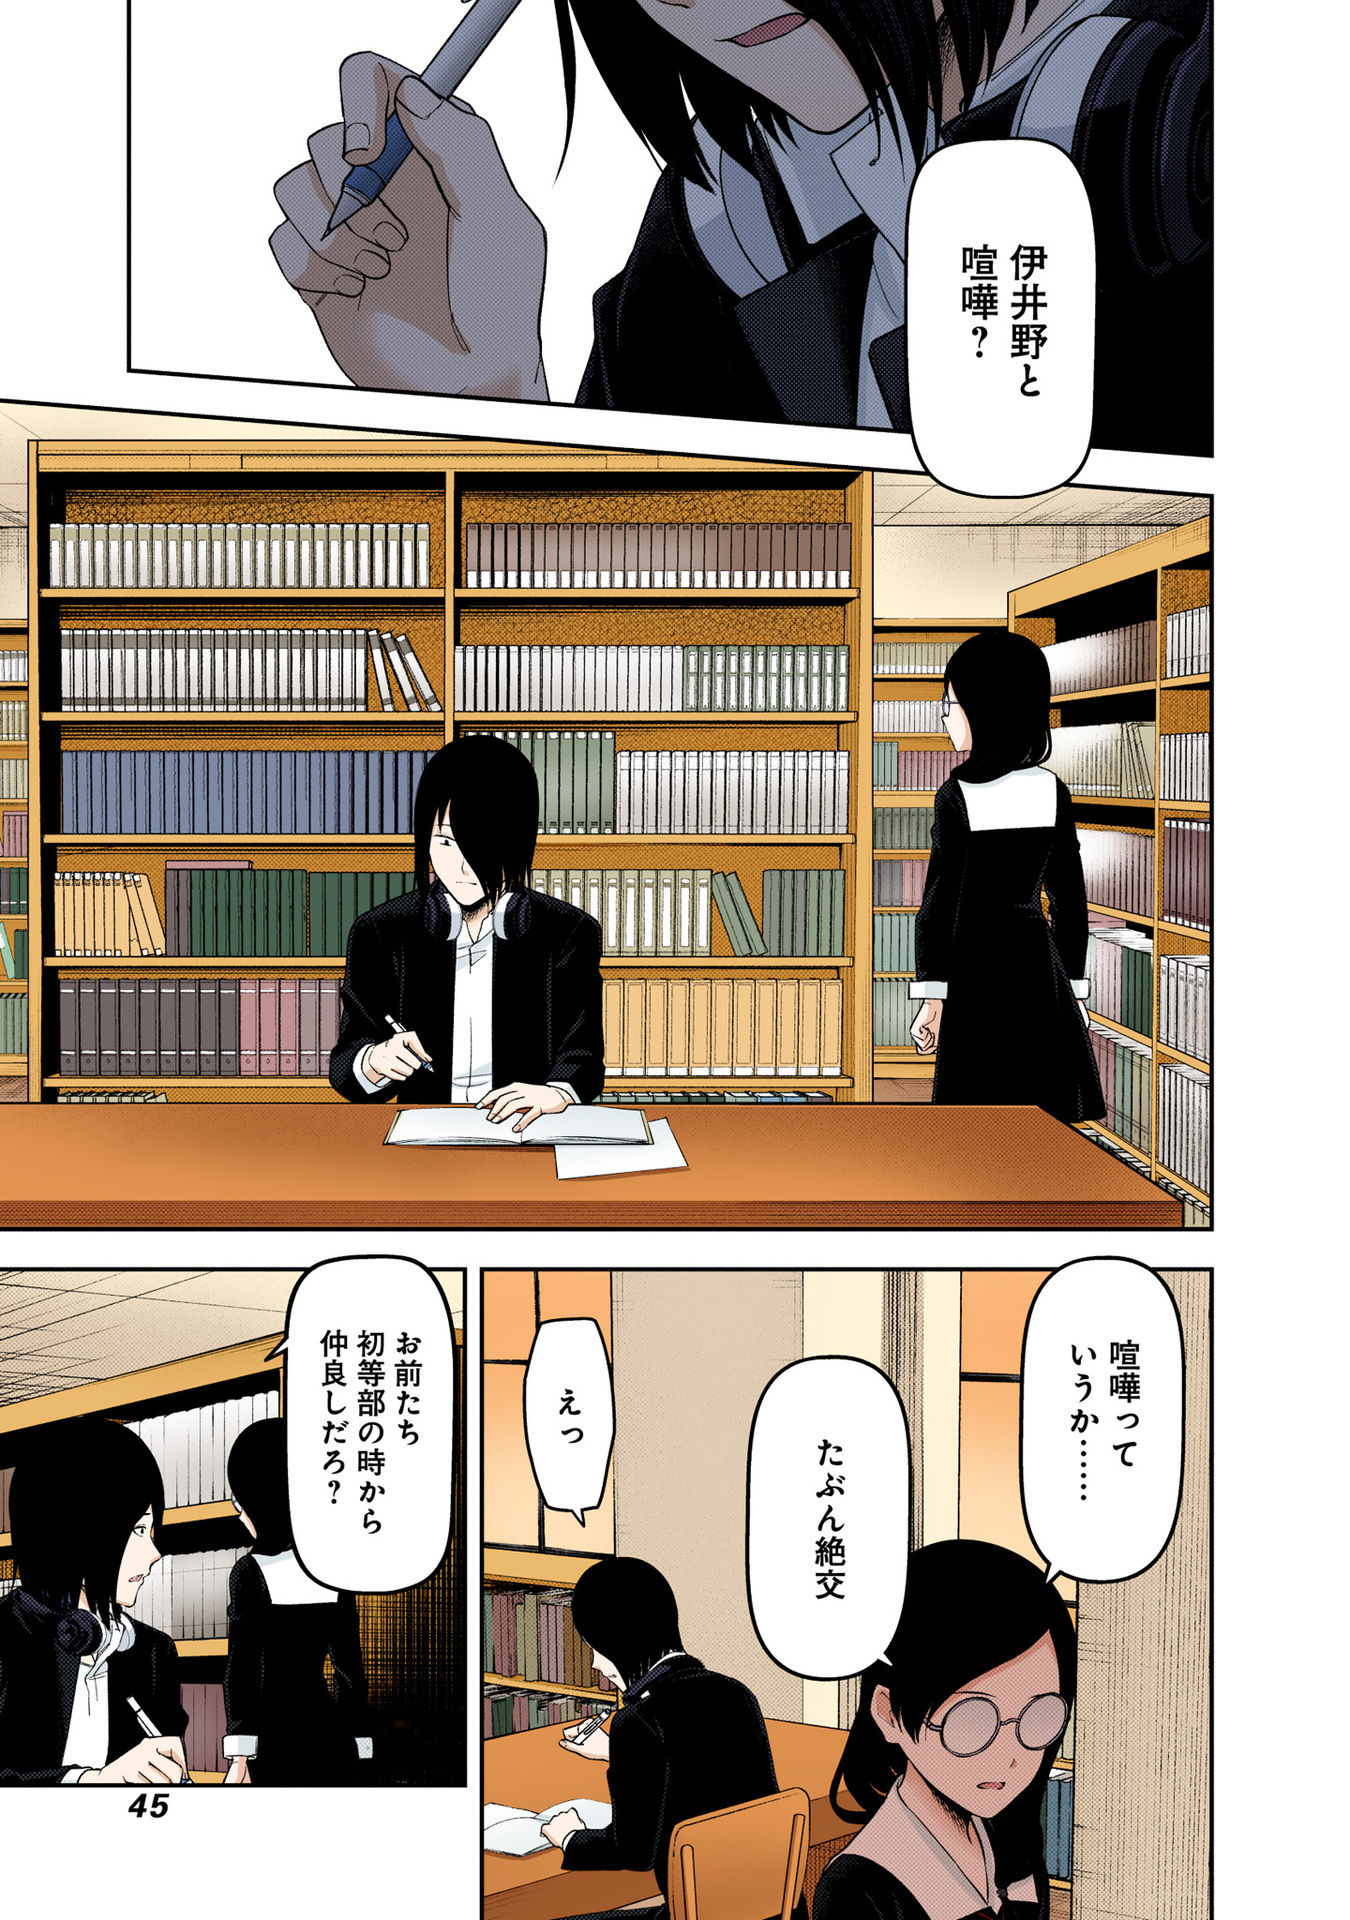 伊井野と
喧嘩？
喧嘩って
いうか……
たぶん絶交
えっ
お前たち
初等部の時から
仲良しだろ？
45